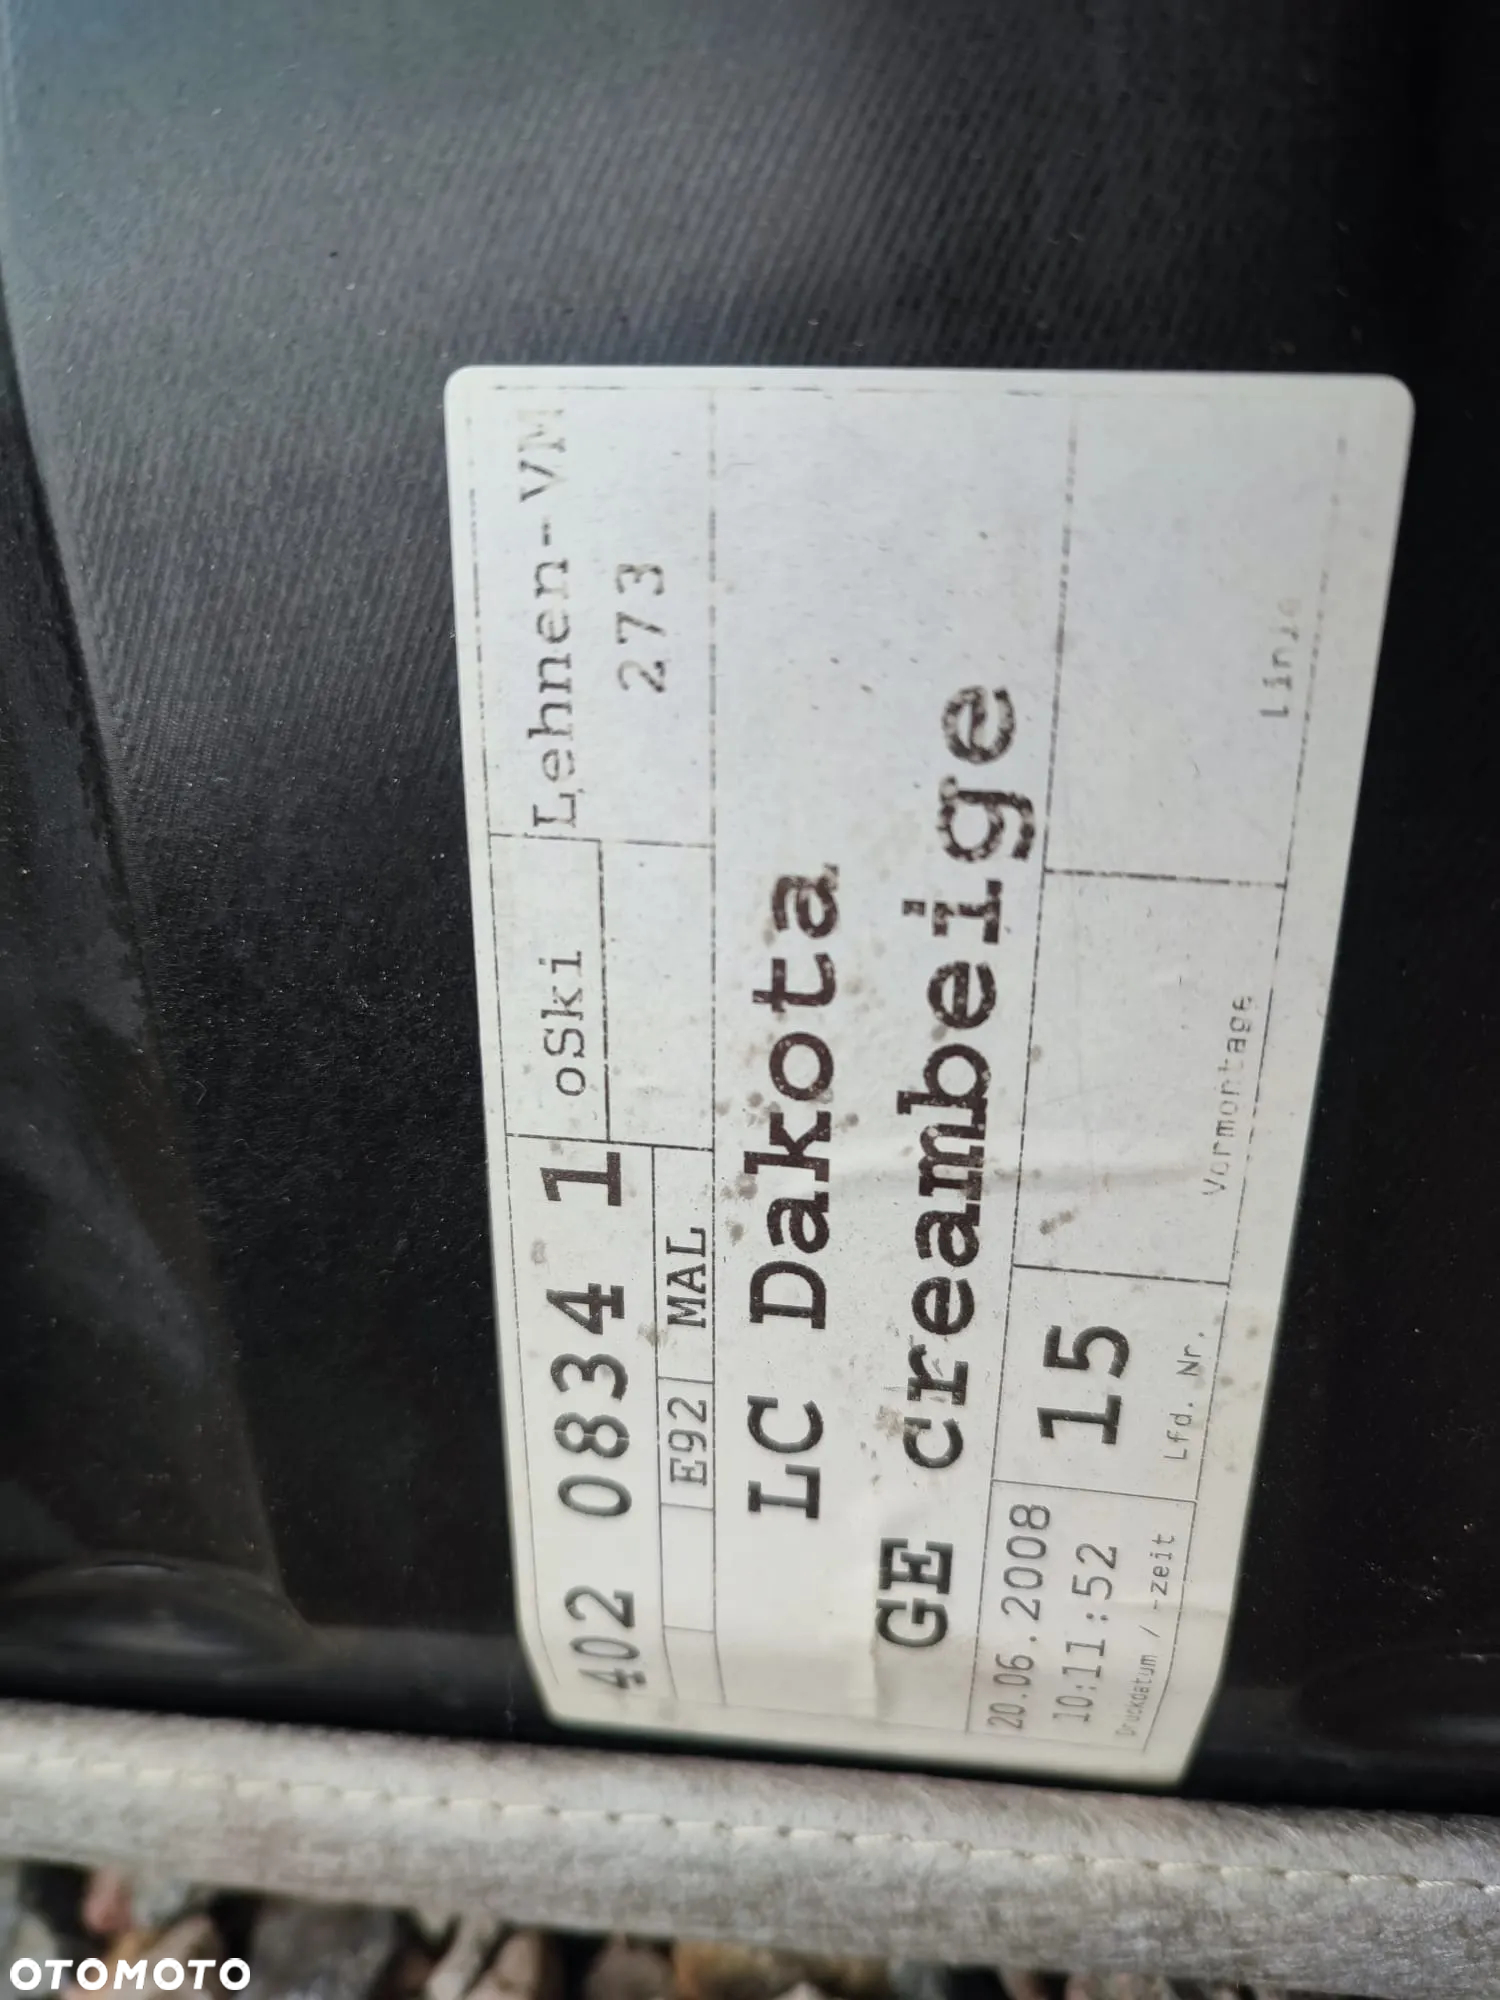 402 0834 1
oSki
Lehnen-VM
273
E92 MAL
LC Dakota
GE creambeige
20.06.2008
10:11:52
Druckdatum / -zeit
15
Lfd. Nr.
Vormontage
Linie
OTOMOTO